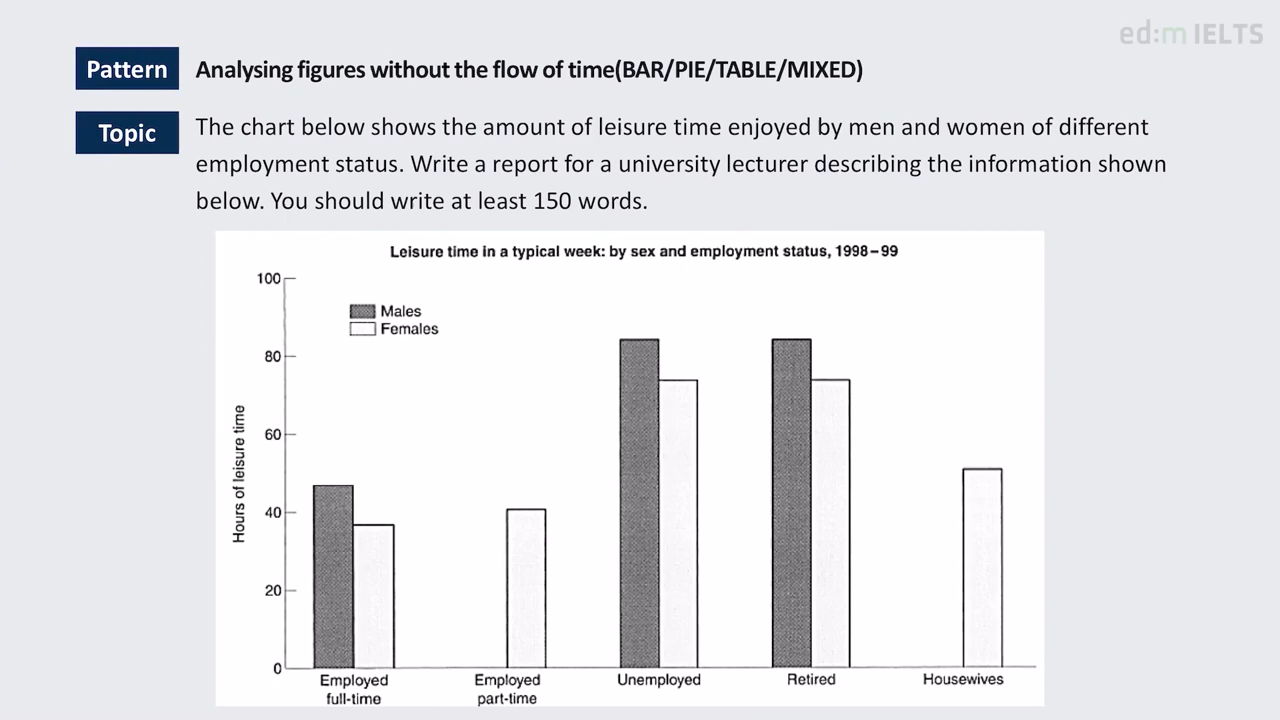 ed:m IELTS
Pattern
Analysing figures without the flow of time(BAR/PIE/TABLE/MIXED)
Topic
The chart below shows the amount of leisure time enjoyed by men and women of different
employment status. Write a report for a university lecturer describing the information shown
below. You should write at least 150 words.
Leisure time in a typical week: by sex and employment status, 1998–99
100
Males
Females
80
60
Hours of leisure time
40
20
0
Employed
full-time
Employed
part-time
Unemployed
Retired
Housewives